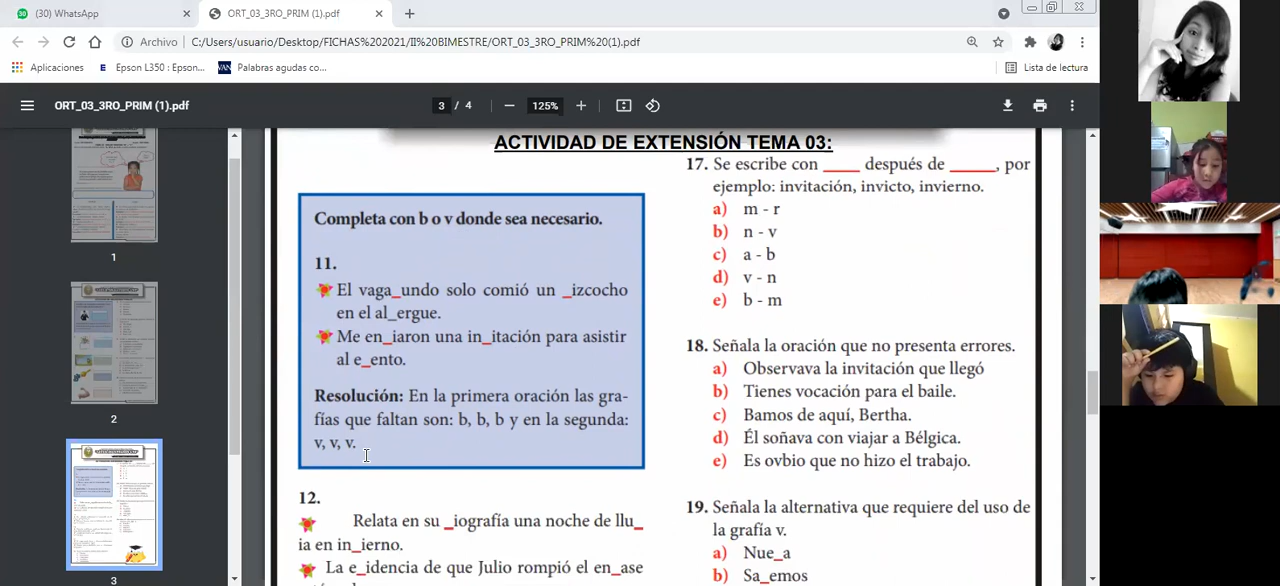 (30) WhatsApp
ORT_03_3RO_PRIM (1).pdf
Archivo
C:/Users/usuario/Desktop/FICHAS%202021/II%20BIMESTRE/ORT_03_3RO_PRIM%20(1).pdf
Aplicaciones
Epson L350 : Epson...
Palabras agudas co...
Lista de lectura
ORT_03_3RO_PRIM (1).pdf
3 / 4
125%
1
2
3
ACTIVIDAD DE EXTENSIÓN TEMA 03:
Completa con b o v donde sea necesario.
11.
El vaga_undo solo comió un _izcocho
en el al_ergue.
Me en_iaron una in_itación para asistir
al e_ento.
Resolución: En la primera oración las gra-
fías que faltan son: b, b, b y en la segunda:
v, v, v.
12.
Relata en su _iografía una noche de llu_
ia en in_ierno.
La e_idencia de que Julio rompió el en_ase
17. Se escribe con ____ después de _____, por
ejemplo: invitación, invicto, invierno.
a) m - r
b) n - v
c) a - b
d) v - n
e) b - m
18. Señala la oración que no presenta errores.
a) Observava la invitación que llegó
b) Tienes vocación para el baile.
c) Bamos de aquí, Bertha.
d) Él soñava con viajar a Bélgica.
e) Es ovbio que no hizo el trabajo.
19. Señala la alternativa que requiere del uso de
la grafía v.
a) Nue_a
b) Sa_emos